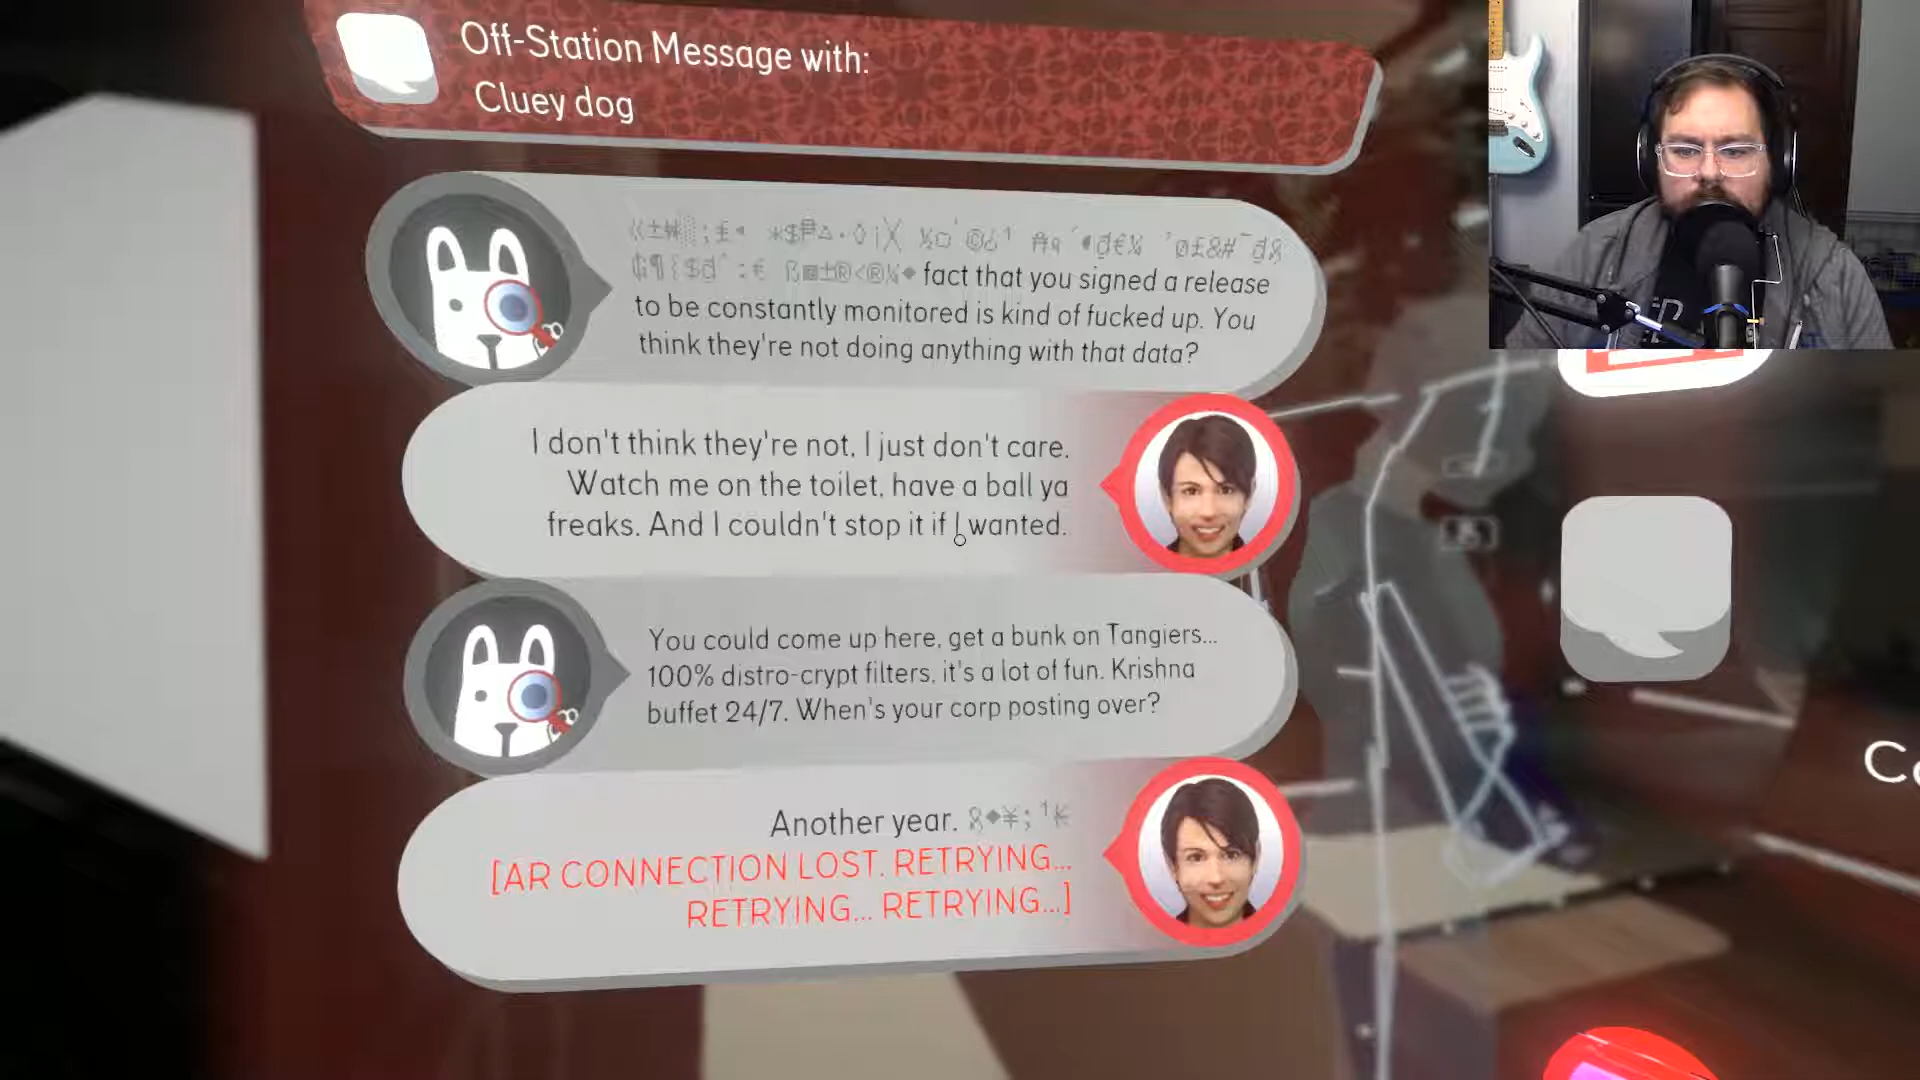 Off-Station Message with:
Cluey dog
fact that you signed a release
to be constantly monitored is kind of fucked up. You
think they're not doing anything with that data?
I don't think they're not, I just don't care.
Watch me on the toilet, have a ball ya
freaks. And I couldn't stop it if I wanted.
You could come up here, get a bunk on Tangiers...
100% distro-crypt filters, it's a lot of fun. Krishna
buffet 24/7. When's your corp posting over?
Another year.
[AR CONNECTION LOST. RETRYING...
RETRYING... RETRYING...]